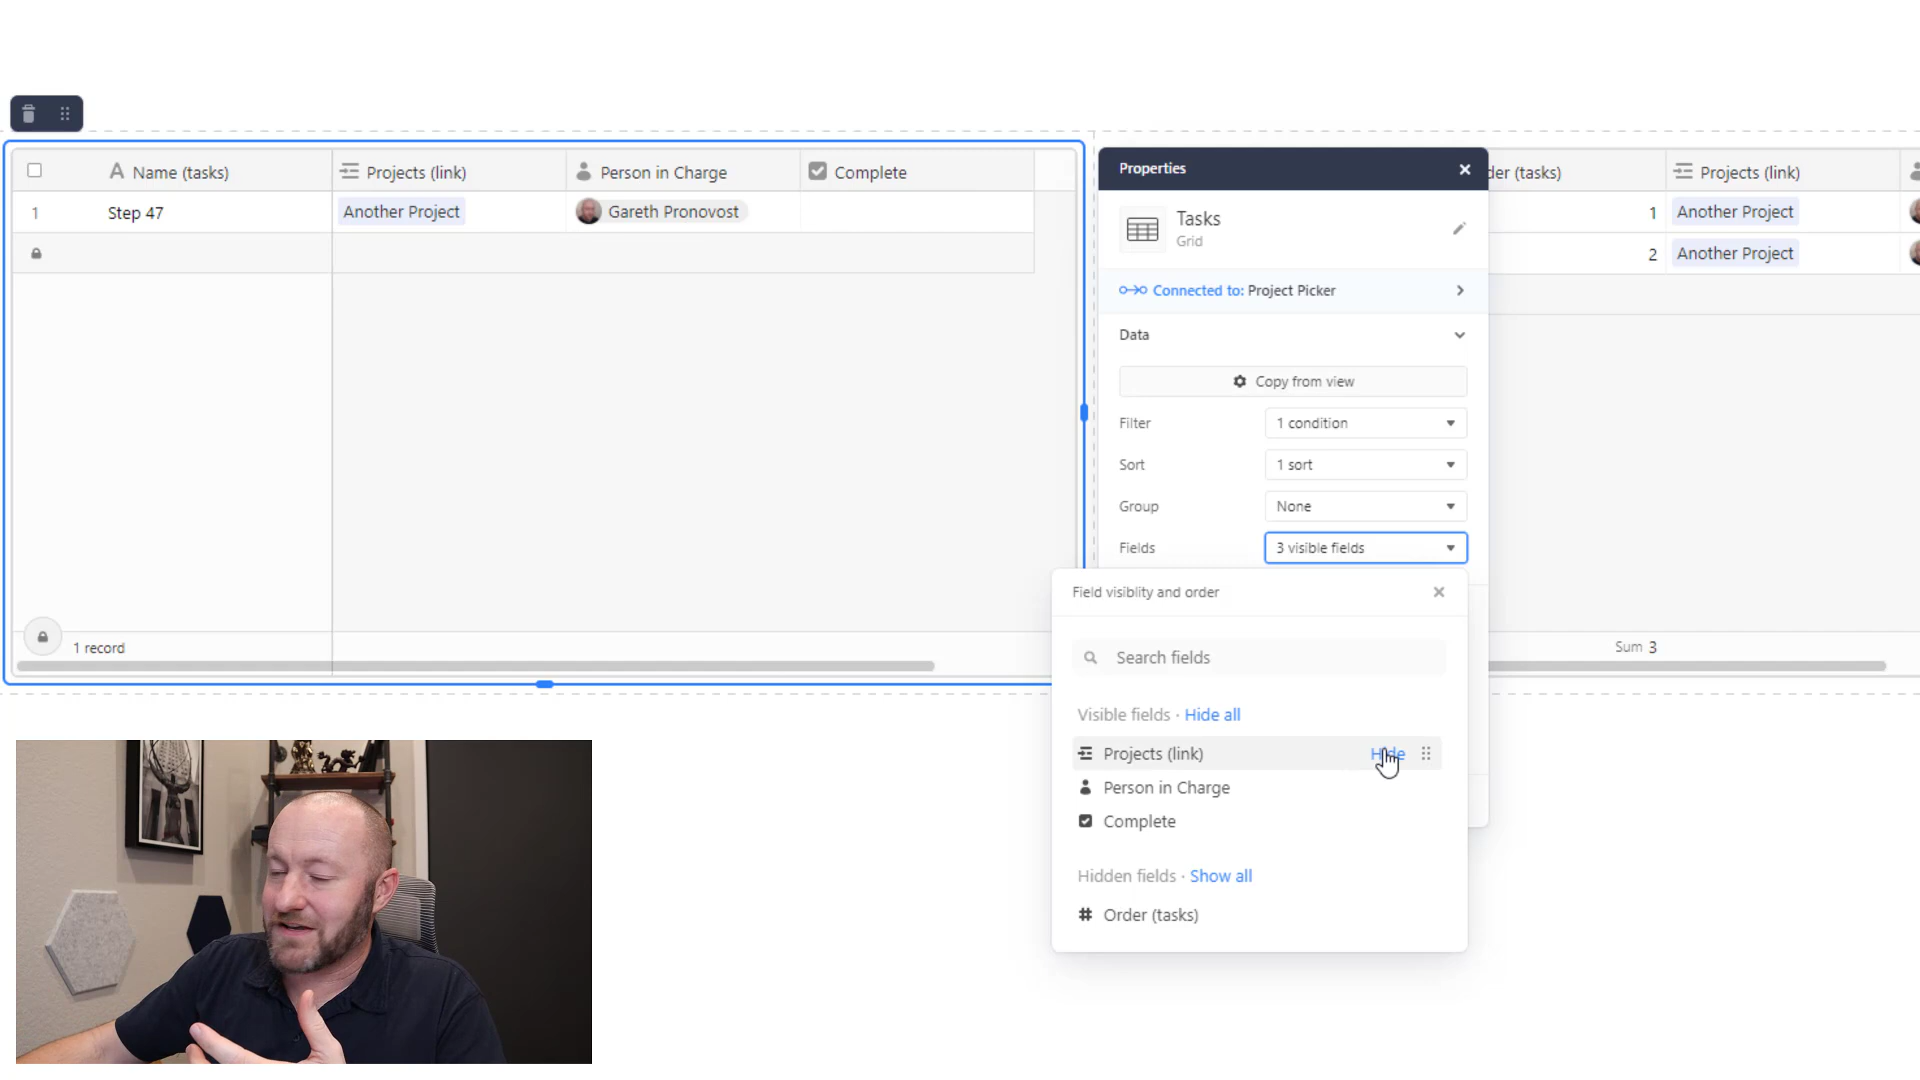 Name (tasks)
Projects (link)
Person in Charge
Complete
1
Step 47
Another Project
Gareth Pronovost
1 record
Properties
Tasks
Grid
Connected to: Project Picker
Data
Copy from view
Filter
1 condition
Sort
1 sort
Group
None
Fields
3 visible fields
Field visiblity and order
Search fields
Visible fields · Hide all
Projects (link)
Hide
Person in Charge
Complete
Hidden fields · Show all
Order (tasks)
der (tasks)
Projects (link)
1
Another Project
2
Another Project
Sum 3